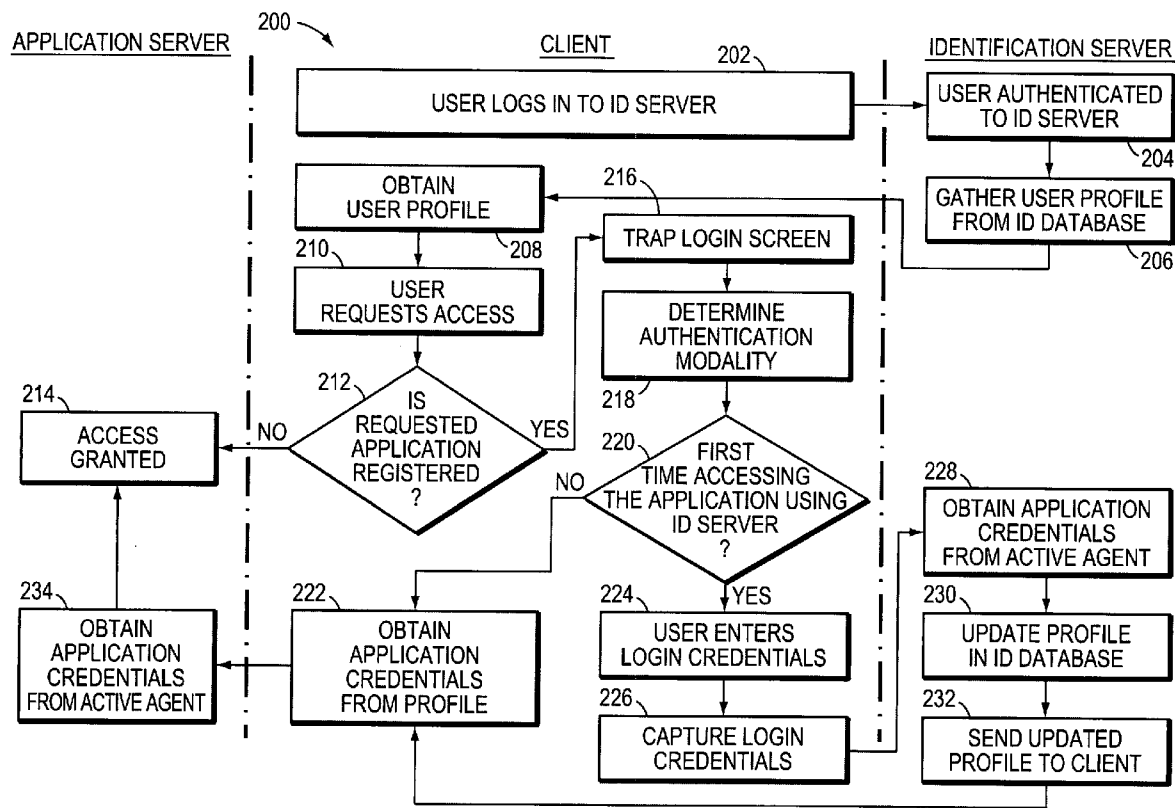 200
APPLICATION SERVER
CLIENT
IDENTIFICATION SERVER
202
USER LOGS IN TO ID SERVER
USER AUTHENTICATED
TO ID SERVER
204
GATHER USER PROFILE
FROM ID DATABASE
206
OBTAIN
USER PROFILE
208
210
USER
REQUESTS ACCESS
212
IS
REQUESTED
APPLICATION
REGISTERED
?
NO
YES
214
ACCESS
GRANTED
216
TRAP LOGIN SCREEN
DETERMINE
AUTHENTICATION
MODALITY
218
220
FIRST
TIME ACCESSING
THE APPLICATION USING
ID SERVER
?
NO
YES
222
OBTAIN
APPLICATION
CREDENTIALS
FROM PROFILE
224
USER ENTERS
LOGIN CREDENTIALS
226
CAPTURE LOGIN
CREDENTIALS
228
OBTAIN APPLICATION
CREDENTIALS
FROM ACTIVE AGENT
230
UPDATE PROFILE
IN ID DATABASE
232
SEND UPDATED
PROFILE TO CLIENT
234
OBTAIN
APPLICATION
CREDENTIALS
FROM ACTIVE AGENT